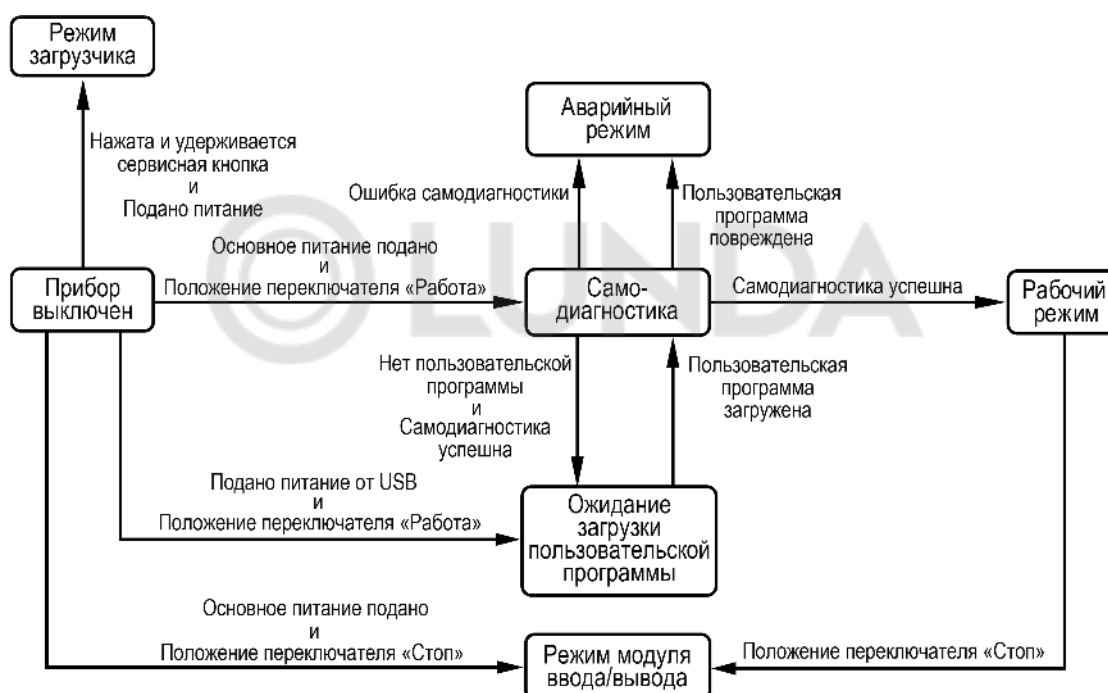 Режим
загрузчика
Аварийный
режим
Нажата и удерживается
сервисная кнопка
и
Подано питание
Ошибка самодиагностики
Пользовательская
программа
повреждена
Основное питание подано
и
Положение переключателя «Работа»
Прибор
выключен
Само-
диагностика
Самодиагностика успешна
Рабочий
режим
LUNDA
Нет пользовательской
программы
и
Самодиагностика
успешна
Пользовательская
программа
загружена
Подано питание от USB
и
Положение переключателя «Работа»
Ожидание
загрузки
пользовательской
программы
Основное питание подано
и
Положение переключателя «Стоп»
Режим модуля
ввода/вывода
Положение переключателя «Стоп»